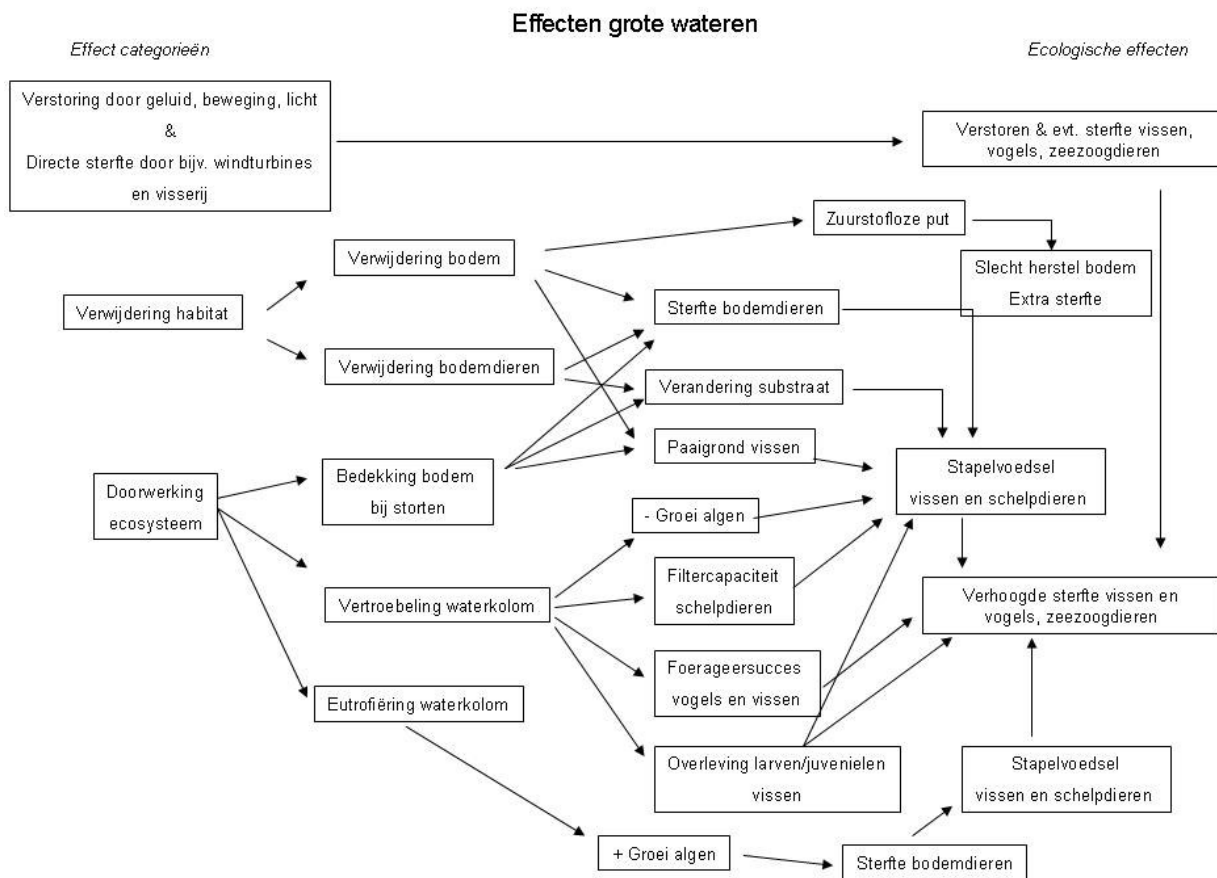 Effecten grote wateren
Effect categorieën
Ecologische effecten
Verstoring door geluid, beweging, licht
&
Directe sterfte door bijv. windturbines
en visserij
Verstoren & evt. sterfte vissen,
vogels, zeezoogdieren
Zuurstofloze put
Verwijdering bodem
Slecht herstel bodem
Extra sterfte
Verwijdering habitat
Sterfte bodemdieren
Verwijdering bodemdieren
Verandering substraat
Paaigrond vissen
Stapelvoedsel
vissen en schelpdieren
Doorwerking
ecosysteem
Bedekking bodem
bij storten
- Groei algen
Filtercapaciteit
schelpdieren
Vertroebeling waterkolom
Verhoogde sterfte vissen en
vogels, zeezoogdieren
Foerageersucces
vogels en vissen
Eutrofiëring waterkolom
Overleving larven/juvenielen
vissen
Stapelvoedsel
vissen en schelpdieren
+ Groei algen
Sterfte bodemdieren